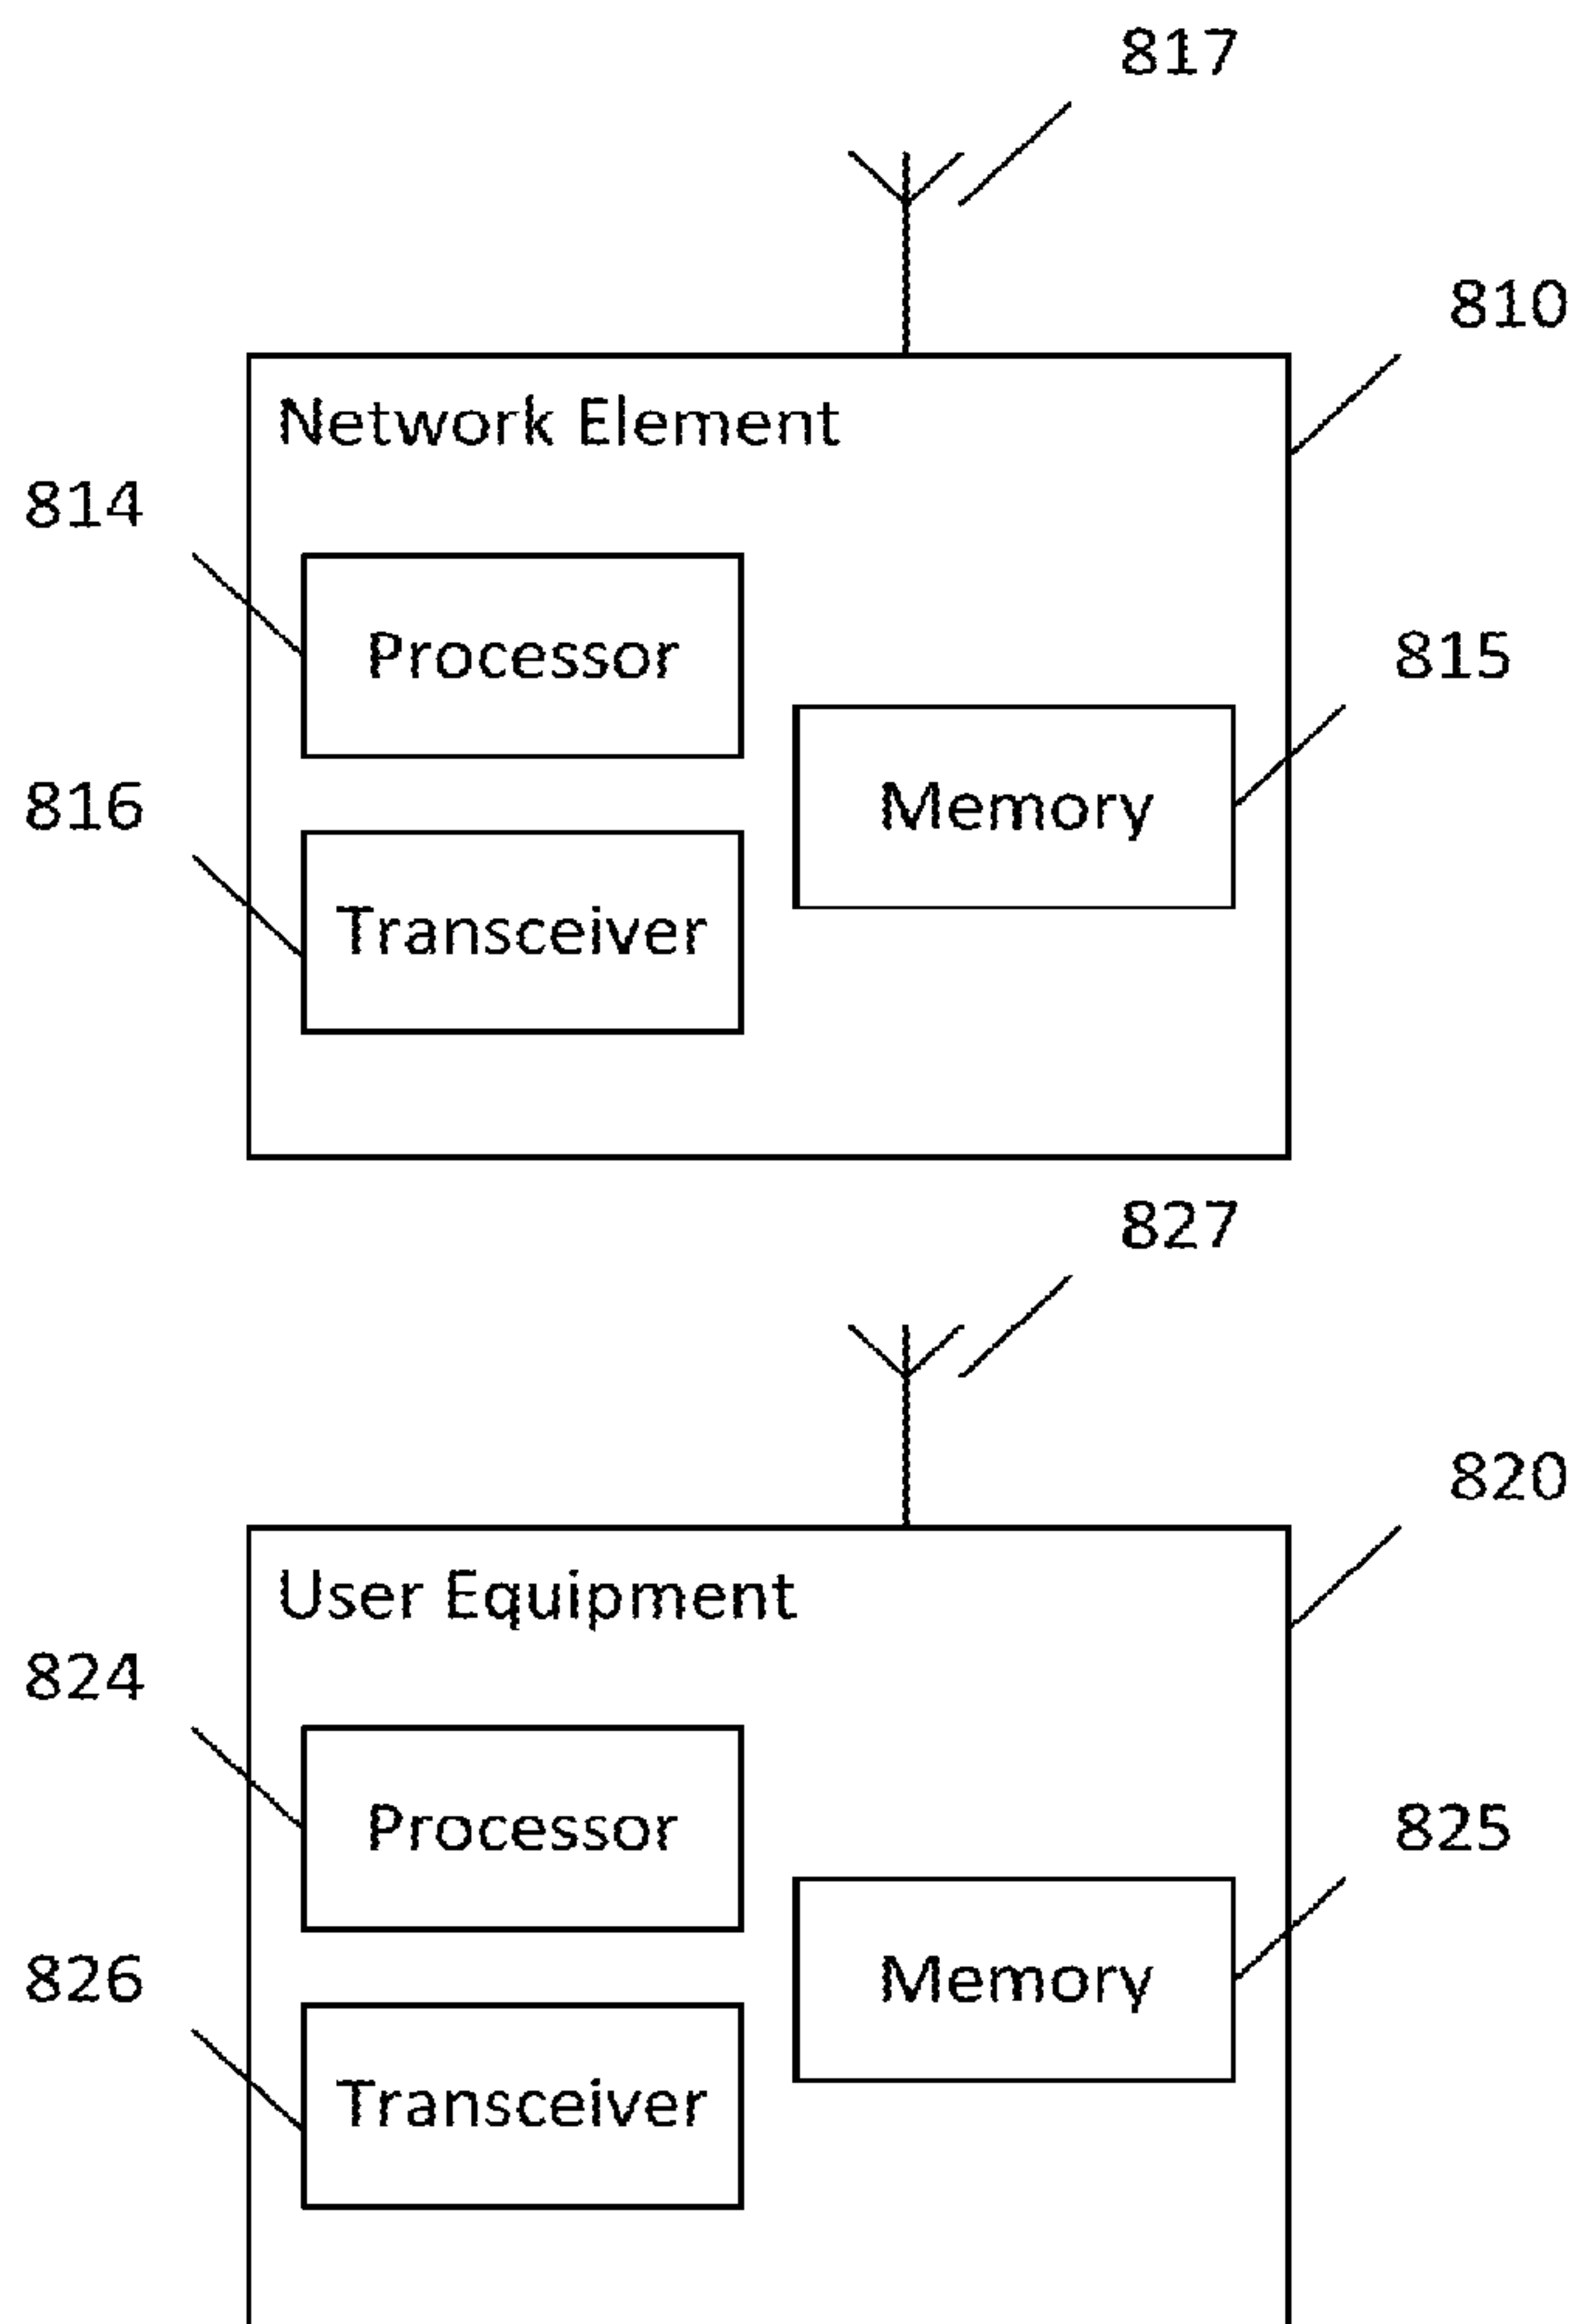 817
810
Network Element
814
Processor
815
Memory
816
Transceiver
827
820
User Equipment
824
Processor
825
Memory
826
Transceiver